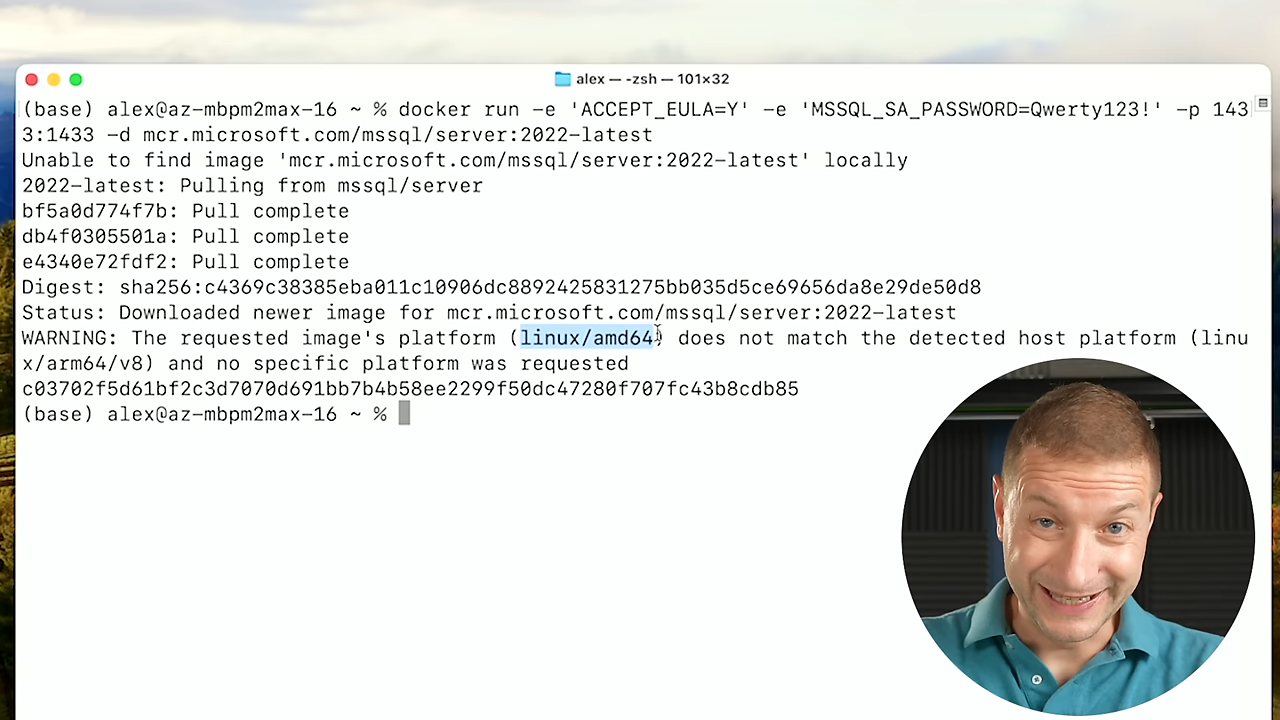 alex — -zsh — 101×32
(base) alex@az-mbpm2max-16 ~ % docker run -e 'ACCEPT_EULA=Y' -e 'MSSQL_SA_PASSWORD=Qwerty123!' -p 143
3:1433 -d mcr.microsoft.com/mssql/server:2022-latest
Unable to find image 'mcr.microsoft.com/mssql/server:2022-latest' locally
2022-latest: Pulling from mssql/server
bf5a0d774f7b: Pull complete
db4f0305501a: Pull complete
e4340e72fdf2: Pull complete
Digest: sha256:c4369c38385eba011c10906dc8892425831275bb035d5ce69656da8e29de50d8
Status: Downloaded newer image for mcr.microsoft.com/mssql/server:2022-latest
WARNING: The requested image's platform (linux/amd64) does not match the detected host platform (linu
x/arm64/v8) and no specific platform was requested
c03702f5d61bf2c3d7070d691bb7b4b58ee2299f50dc47280f707fc43b8cdb85
(base) alex@az-mbpm2max-16 ~ %